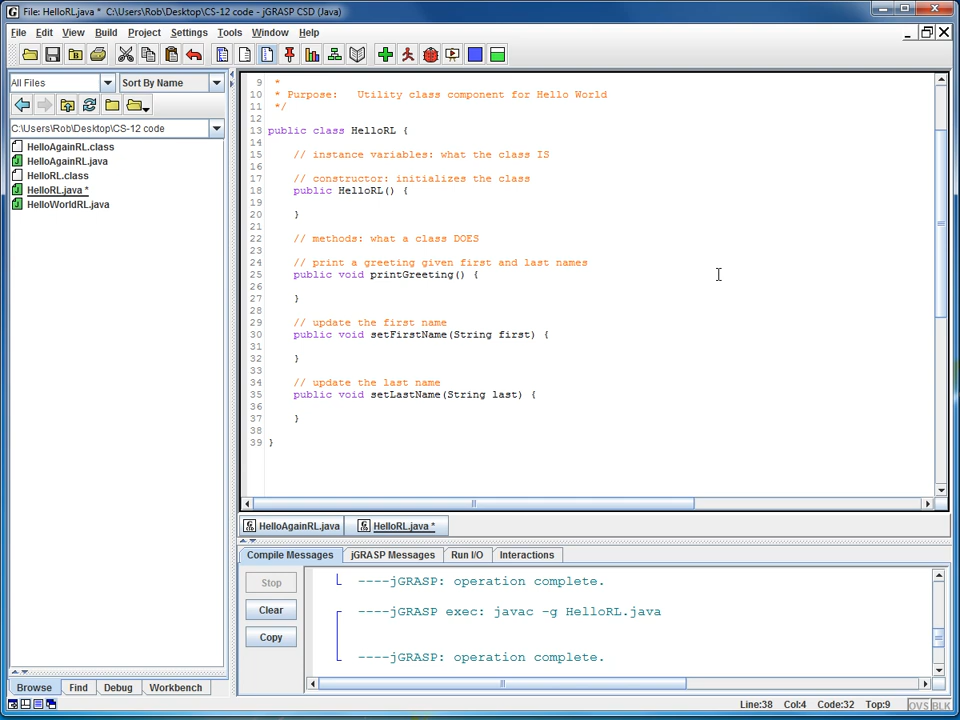 File: HelloRL.java *  C:\Users\Rob\Desktop\CS-12 code - jGRASP CSD (Java)
File Edit View Build Project Settings Tools Window Help
All Files Sort By Name
C:\Users\Rob\Desktop\CS-12 code
HelloAgainRL.class
HelloAgainRL.java
HelloRL.class
HelloRL.java *
HelloWorldRL.java
Browse Find Debug Workbench
9 *
10 * Purpose:   Utility class component for Hello World
11 */
12
13 public class HelloRL {
14
15 // instance variables: what the class IS
16
17 // constructor: initializes the class
18 public HelloRL() {
19
20 }
21
22 // methods: what a class DOES
23
24 // print a greeting given first and last names
25 public void printGreeting() {
26
27 }
28
29 // update the first name
30 public void setFirstName(String first) {
31
32 }
33
34 // update the last name
35 public void setLastName(String last) {
36
37 }
38
39 }
HelloAgainRL.java HelloRL.java *
Compile Messages jGRASP Messages Run I/O Interactions
Stop
Clear
Copy
----jGRASP: operation complete.
----jGRASP exec: javac -g HelloRL.java
----jGRASP: operation complete.
Line:38 Col:4 Code:32 Top:9 OVS BLK